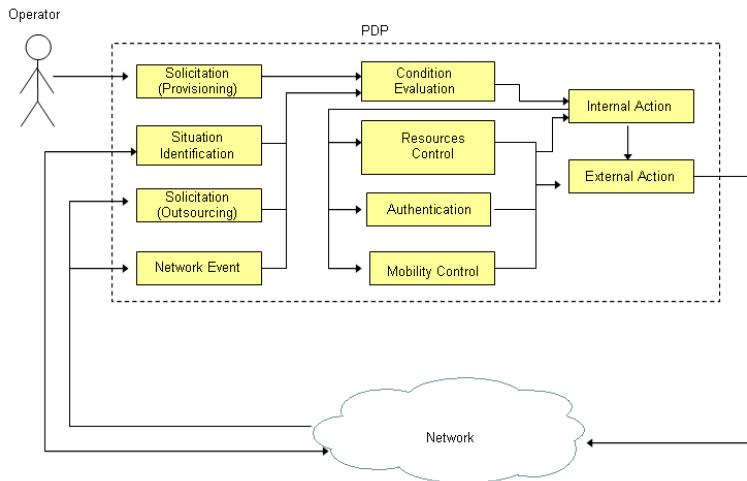 Operator
PDP
Solicitation
(Provisioning)
Condition
Evaluation
Internal Action
Situation
Identification
Resources
Control
External Action
Solicitation
(Outsourcing)
Authentication
Network Event
Mobility Control
Network